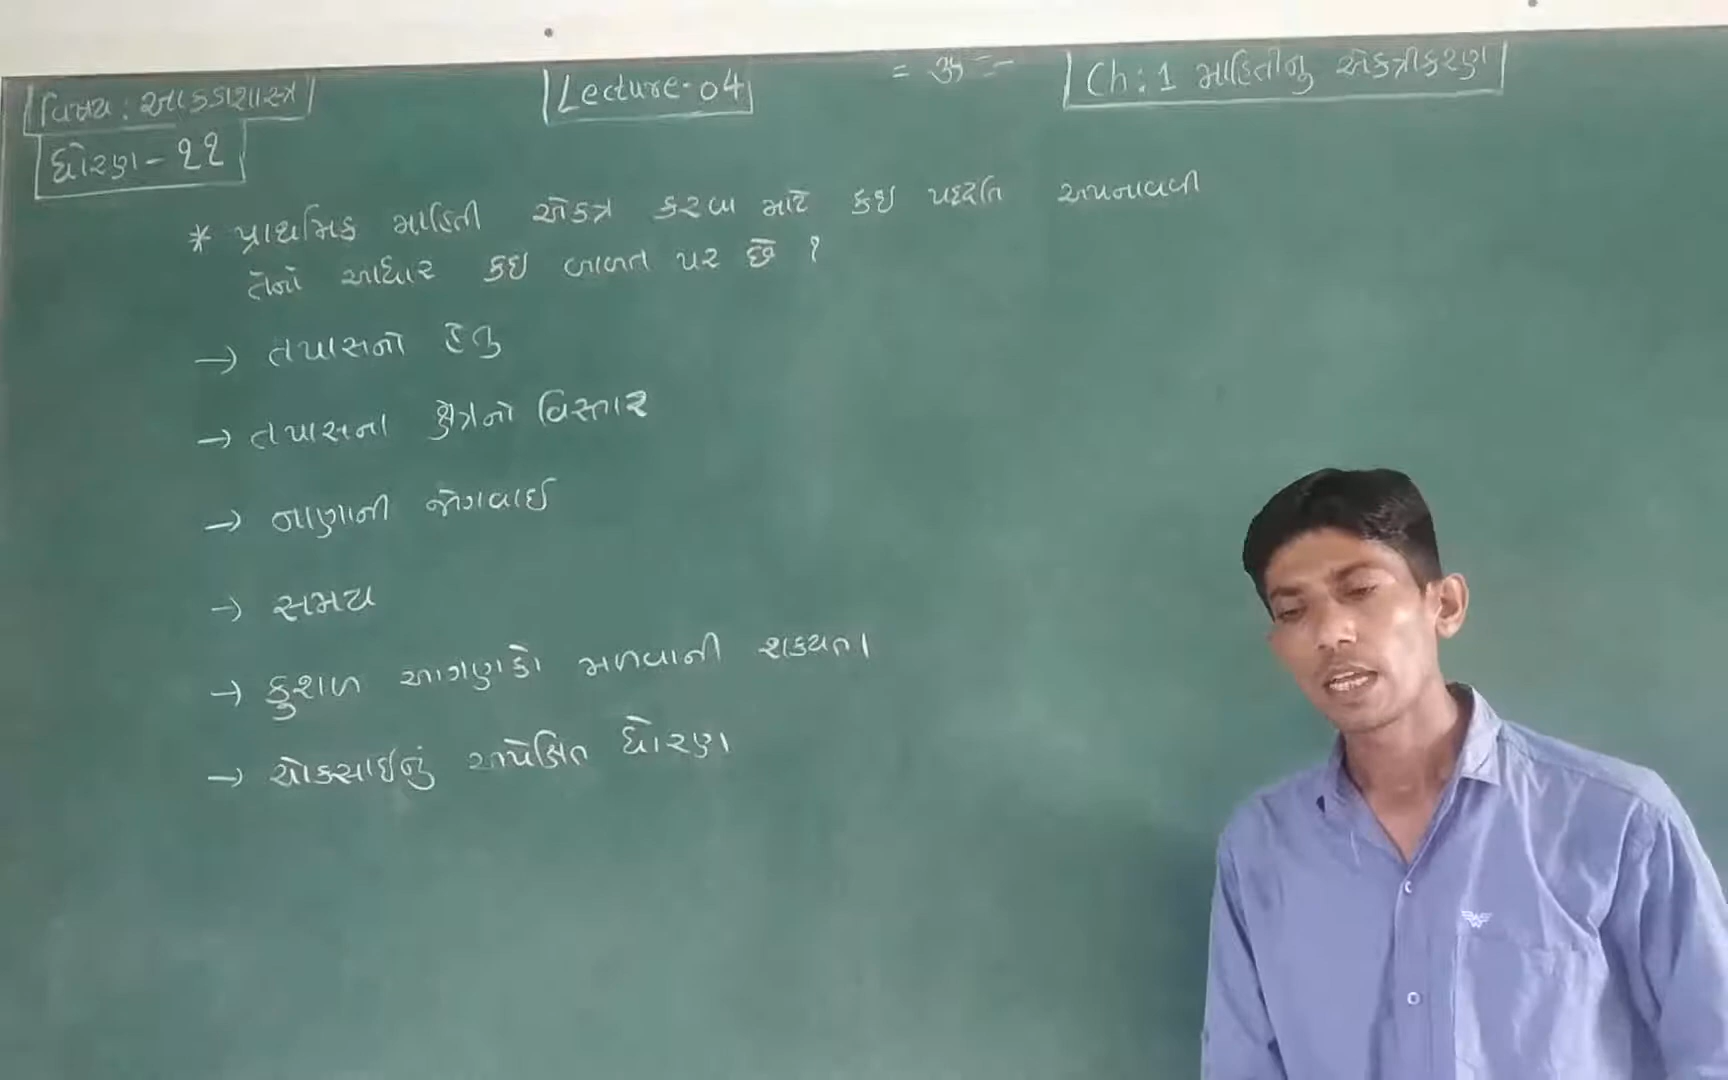 વિષય : આંકડાશાસ્ત્ર
Lecture-04
= ૐ =
Ch:1 માહિતીનું એકત્રીકરણ
ધોરણ - ૧૧
* પ્રાથમિક માહિતી એકત્ર કરવા માટે કઇ પધ્ધતિ અપનાવવી
તેનો આધાર કઇ બાબત પર છે ?
→ તપાસનો હેતુ
→ તપાસના ક્ષેત્રનો વિસ્તાર
→ નાણાની જોગવાઇ
→ સમય
→ કુશળ આગણકો મળવાની શક્યતા
→ ચોકસાઇનું અપેક્ષિત ધોરણ